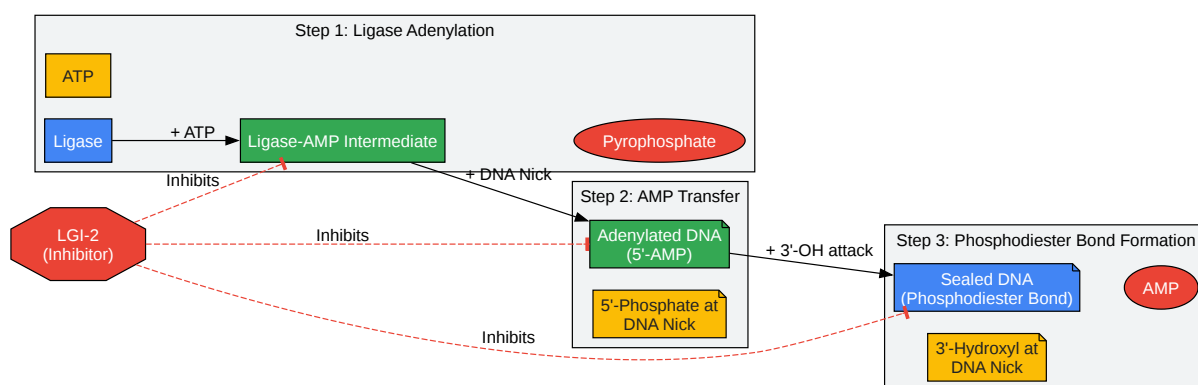 Step 1: Ligase Adenylation
ATP
Ligase
+ ATP
Ligase-AMP Intermediate
Pyrophosphate
Inhibits
+ DNA Nick
Step 2: AMP Transfer
LGI-2
(Inhibitor)
Inhibits
Adenylated DNA
(5'-AMP)
+ 3'-OH attack
Step 3: Phosphodiester Bond Formation
Sealed DNA
(Phosphodiester Bond)
AMP
5'-Phosphate at
DNA Nick
Inhibits
3'-Hydroxyl at
DNA Nick